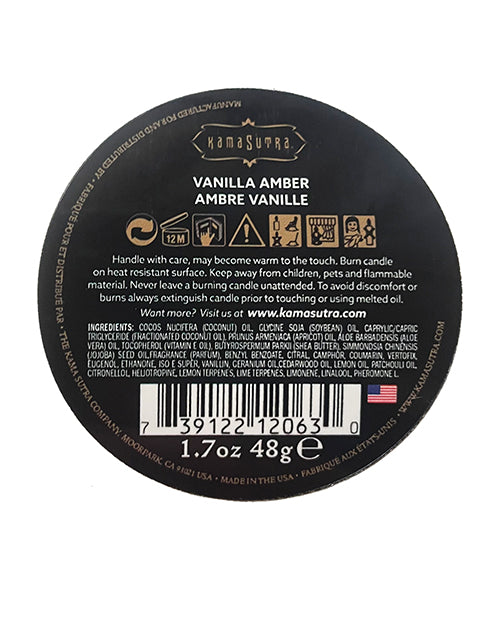 KAMASUTRA
VANILLA AMBER
AMBRE VANILLE
12M
Handle with care, may become warm to the touch. Burn candle
on heat resistant surface. Keep away from children, pets and flammable
material. Never leave a burning candle unattended. To avoid discomfort or
burns always extinguish candle prior to touching or using melted oil.
Want more? Visit us at www.kamasutra.com
INGREDIENTS: COCOS NUCIFERA (COCONUT) OIL, GLYCINE SOJA (SOYBEAN) OIL, CAPRYLIC/CAPRIC
TRIGLYCERIDE (FRACTIONATED COCONUT OIL), PRUNUS ARMENIACA (APRICOT) OIL, ALOE BARBADENSIS (ALOE
VERA) OIL, TOCOPHEROL (VITAMIN E OIL), BUTYROSPERMUM PARKII (SHEA BUTTER), SIMMONDSIA CHINENSIS
(JOJOBA) SEED OIL,FRAGRANCE (PARFUM), BENZYL BENZOATE, CITRAL, CAMPHOR, COUMARIN, VERTOFIX,
EUGENOL, ETHANONE, ISO E SUPER, VANILLIN, GERANIUM OIL,CEDARWOOD OIL, LEMON OIL, PATCHOULI OIL,
CITRONELLOL, HELIOTROPINE, LEMON TERPENES, LIME TERPENES, LIMONENE, LINALOOL, PHEROMONE L.
7 39122 12063 0
1.7oz 48g e
MANUFACTURED FOR AND DISTRIBUTED BY • FABRIQUÉ POUR ET DISTRIBUÉ PAR • THE KAMA SUTRA COMPANY, MOORPARK, CA 93021 USA • MADE IN THE USA • FABRIQUE AUX ÉTATS-UNIS • WWW.KAMASUTRA.COM